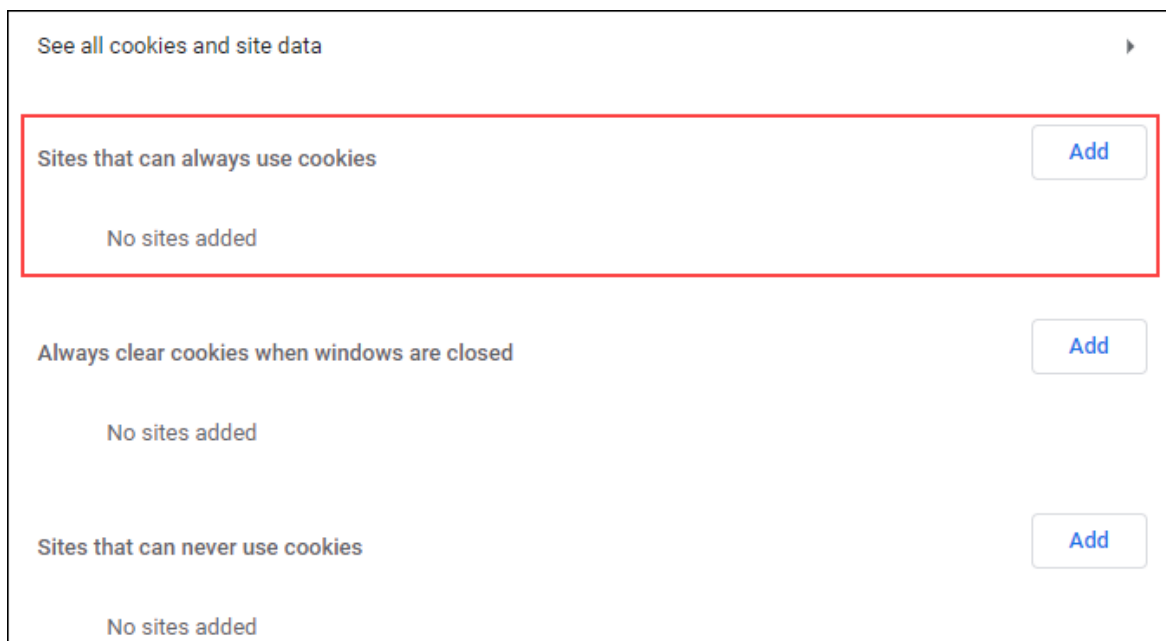 See all cookies and site data
Sites that can always use cookies
Add
No sites added
Always clear cookies when windows are closed
Add
No sites added
Sites that can never use cookies
Add
No sites added